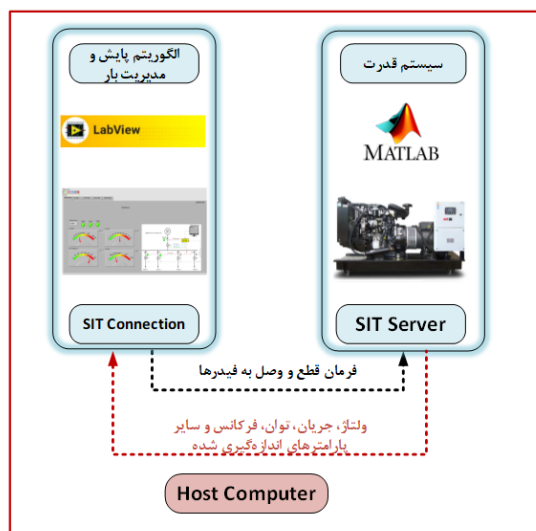 الگوریتم پایش و
مدیریت بار
LabVIEW
SIT Connection
سیستم قدرت
MATLAB
SIT Server
فرمان قطع و وصل به فیدرها
ولتاژ، جریان، توان، فرکانس و سایر
پارامترهای اندازه‌گیری شده
Host Computer